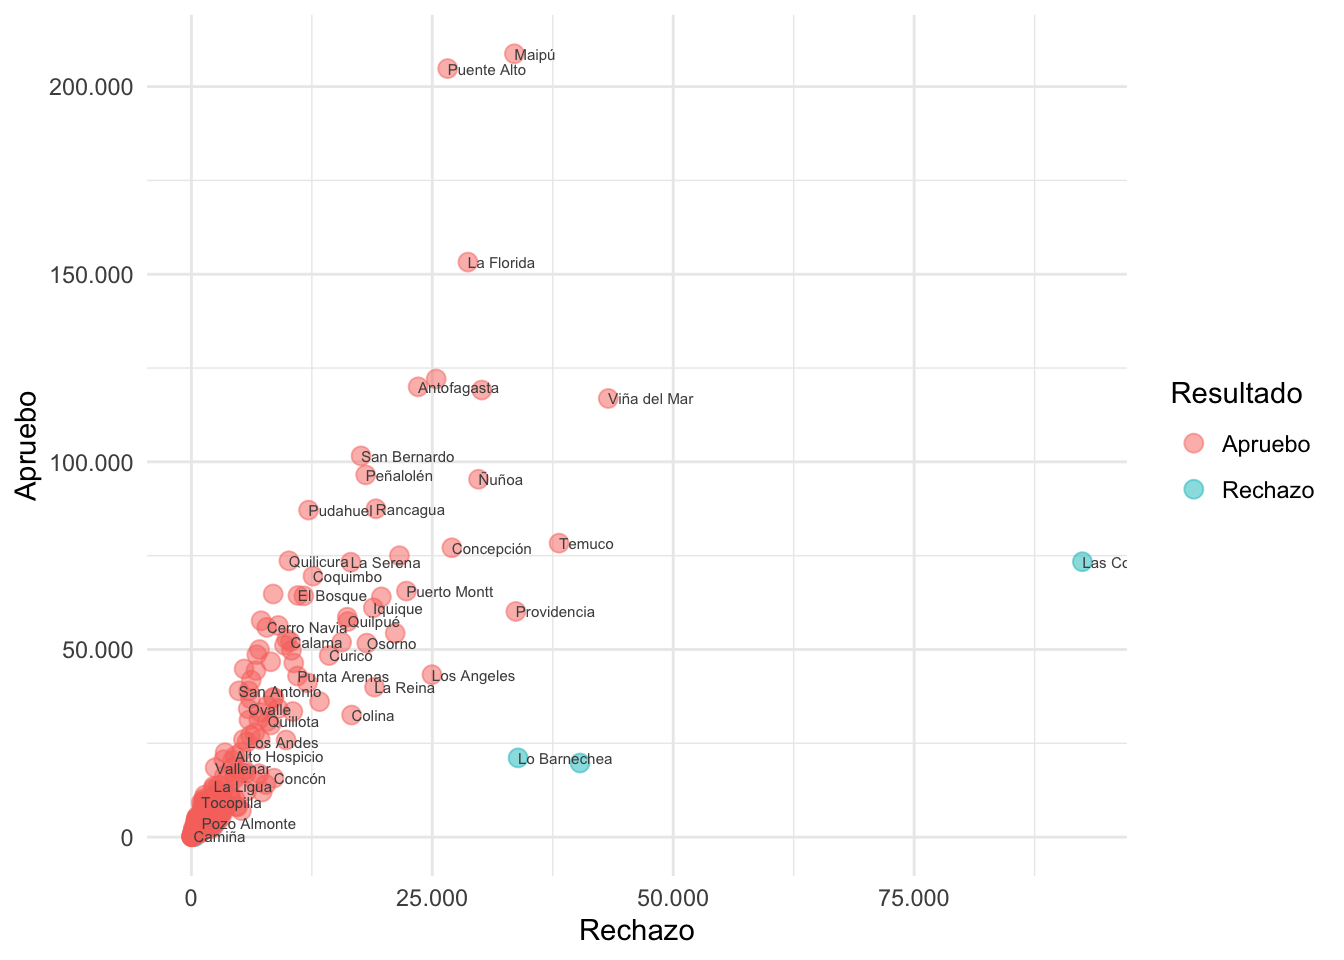 Maipú
Puente Alto
200.000
La Florida
150.000
Antofagasta
Viña del Mar
San Bernardo
100.000
Peñalolén
Ñuñoa
Pudahuel
Rancagua
Concepción
Temuco
Quilicura
La Serena
Las Co
Coquimbo
El Bosque
Puerto Montt
Iquique
Providencia
Quilpué
Cerro Navia
Calama
Osorno
50.000
Curicó
Punta Arenas
Los Angeles
La Reina
San Antonio
Ovalle
Colina
Quillota
Los Andes
Alto Hospicio
Lo Barnechea
Vallenar
Concón
La Ligua
Tocopilla
Pozo Almonte
Camiña
0
Apruebo
0
25.000
50.000
75.000
Rechazo
Resultado
Apruebo
Rechazo